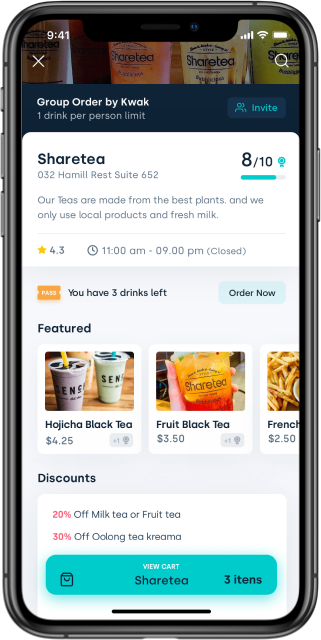 9:41
Group Order by Kwak
1 drink per person limit
Invite
Sharetea
8/10
032 Hamill Rest Suite 652
Our Teas are made from the best plants. and we
only use local products and fresh milk.
4.3
11:00 am - 09.00 pm (Closed)
PASS
You have 3 drinks left
Order Now
Featured
Sharetea
Hojicha Black Tea
$4.25
+1
Fruit Black Tea
$3.50
+1
French
$2.50
Discounts
20% Off Milk tea or Fruit tea
30% Off Oolong tea kreama
VIEW CART
Sharetea
3 itens